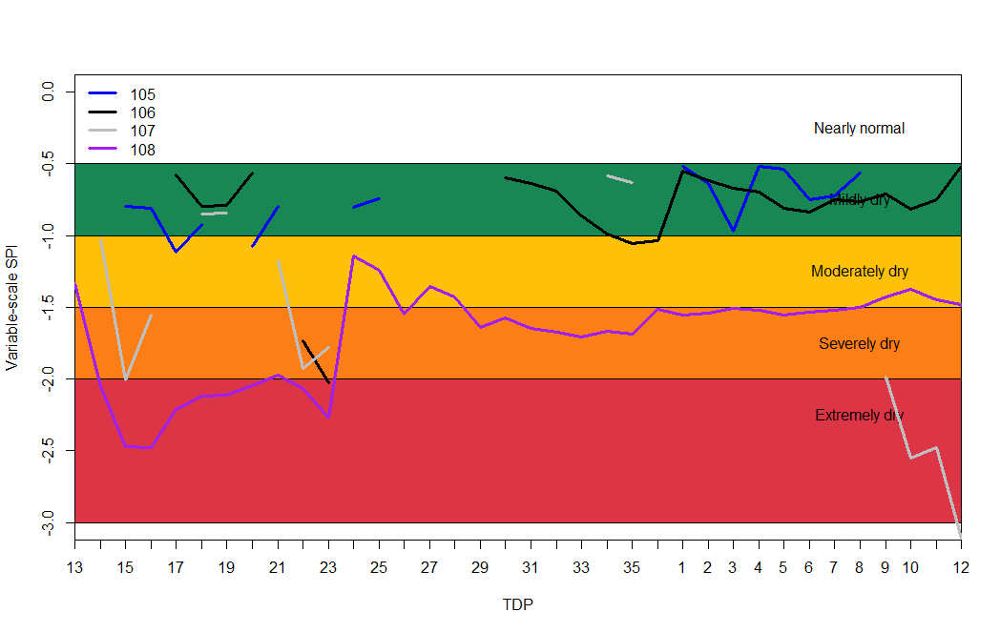 105
106
107
108
Nearly normal
Mildly dry
Moderately dry
Severely dry
Extremely dry
Variable-scale SPI
0.0
-0.5
-1.0
-1.5
-2.0
-2.5
-3.0
13 15 17 19 21 23 25 27 29 31 33 35 1 2 3 4 5 6 7 8 9 10 12
TDP